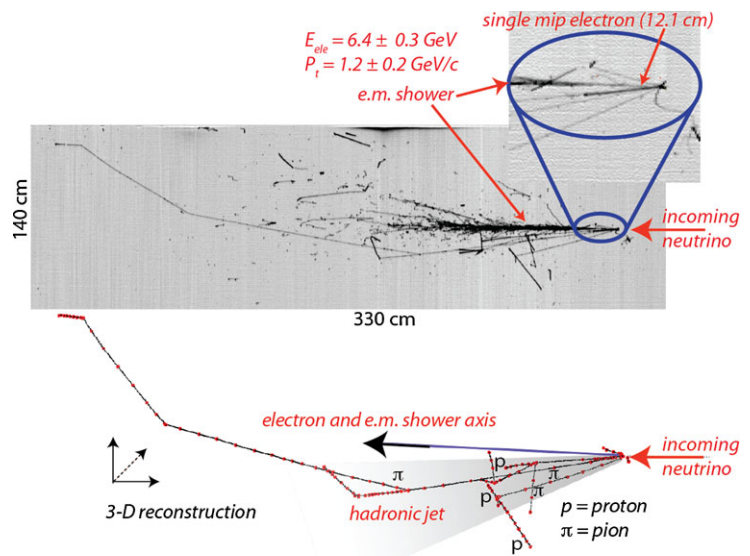 single mip electron (12.1 cm)
E_ele = 6.4 ± 0.3 GeV
P_t = 1.2 ± 0.2 GeV/c
e.m. shower
140 cm
incoming
neutrino
330 cm
electron and e.m. shower axis
incoming
neutrino
p
π
π
p
π
3-D reconstruction
hadronic jet
p = proton
π = pion
p